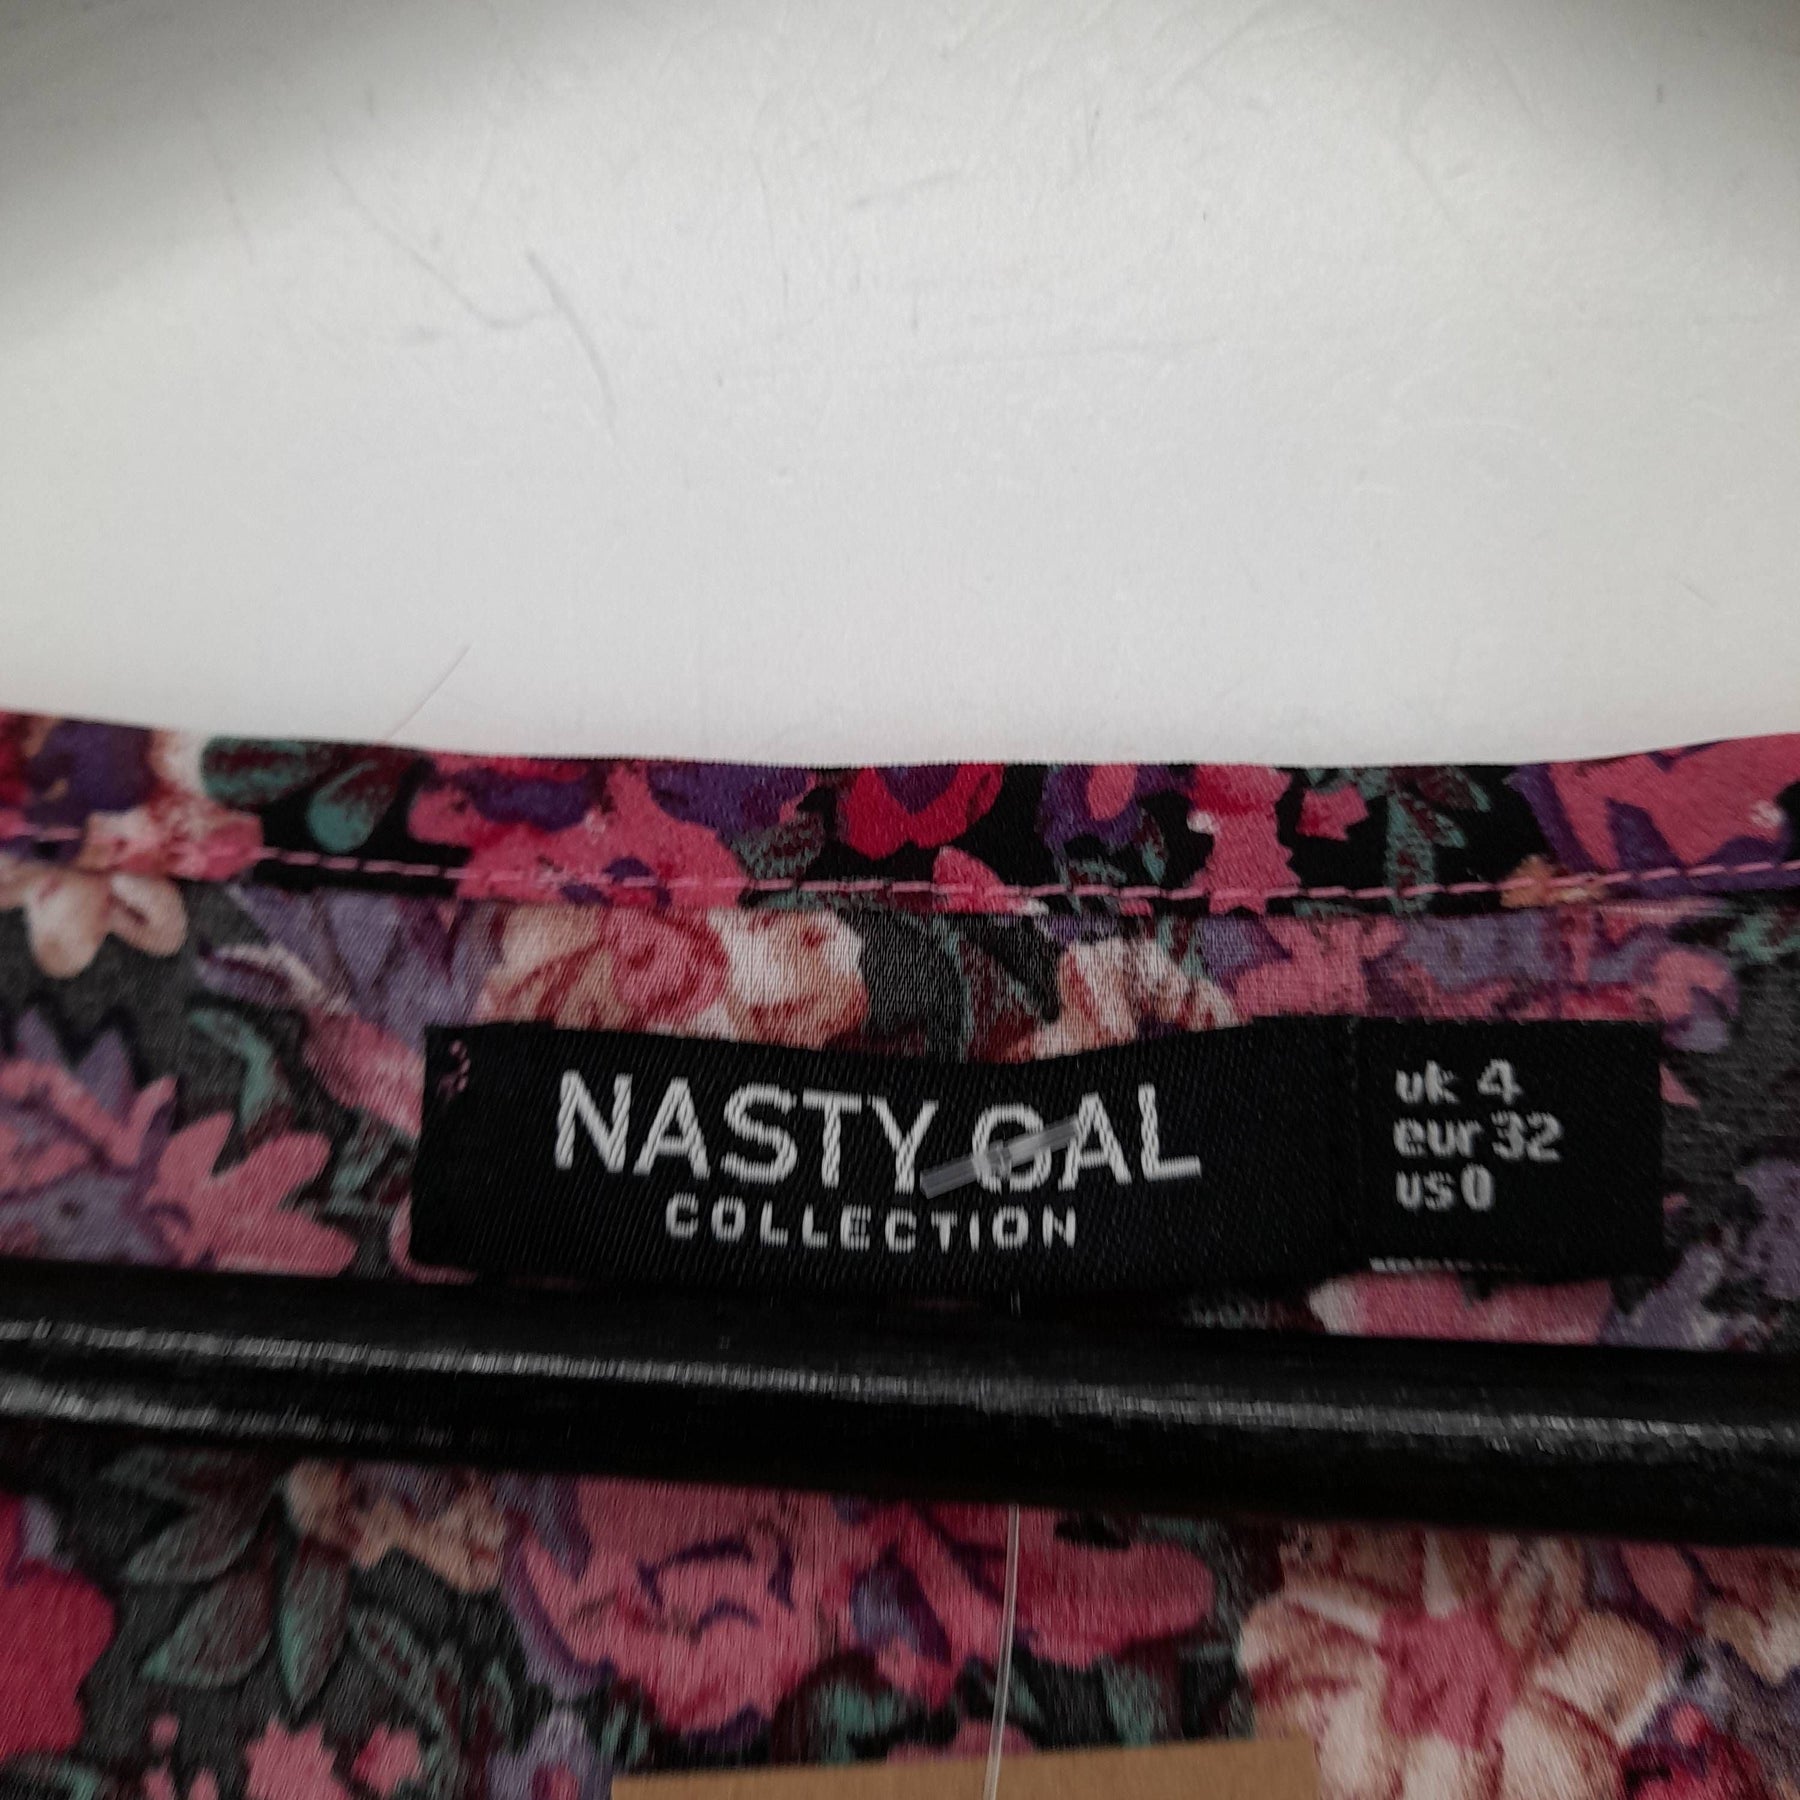 NASTY GAL
COLLECTION
uk 4
eur 32
us 0